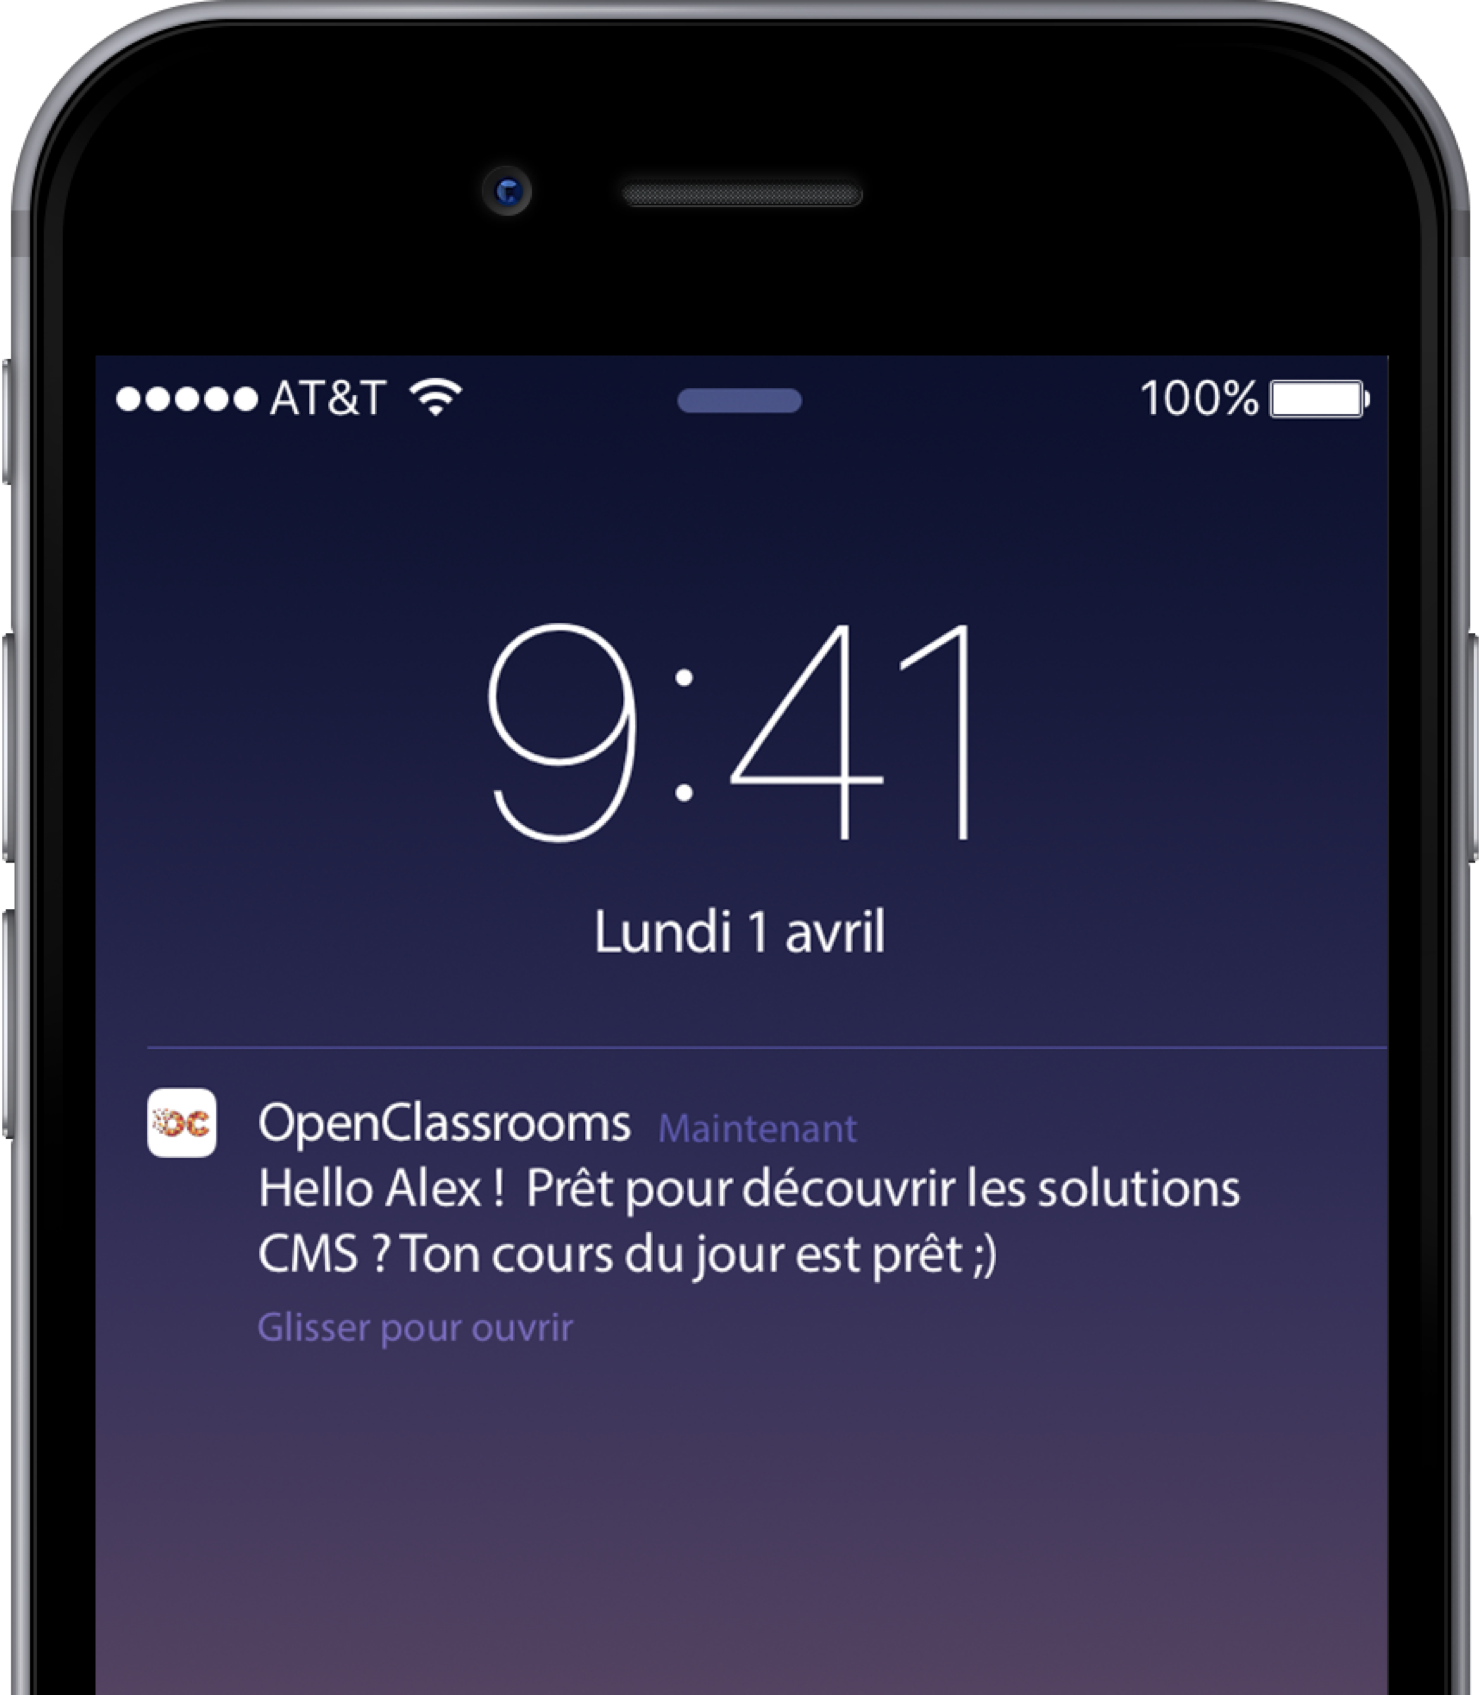 AT&T 100%
9:41
Lundi 1 avril
OC OpenClassrooms Maintenant
Hello Alex ! Prêt pour découvrir les solutions
CMS ? Ton cours du jour est prêt ;)
Glisser pour ouvrir